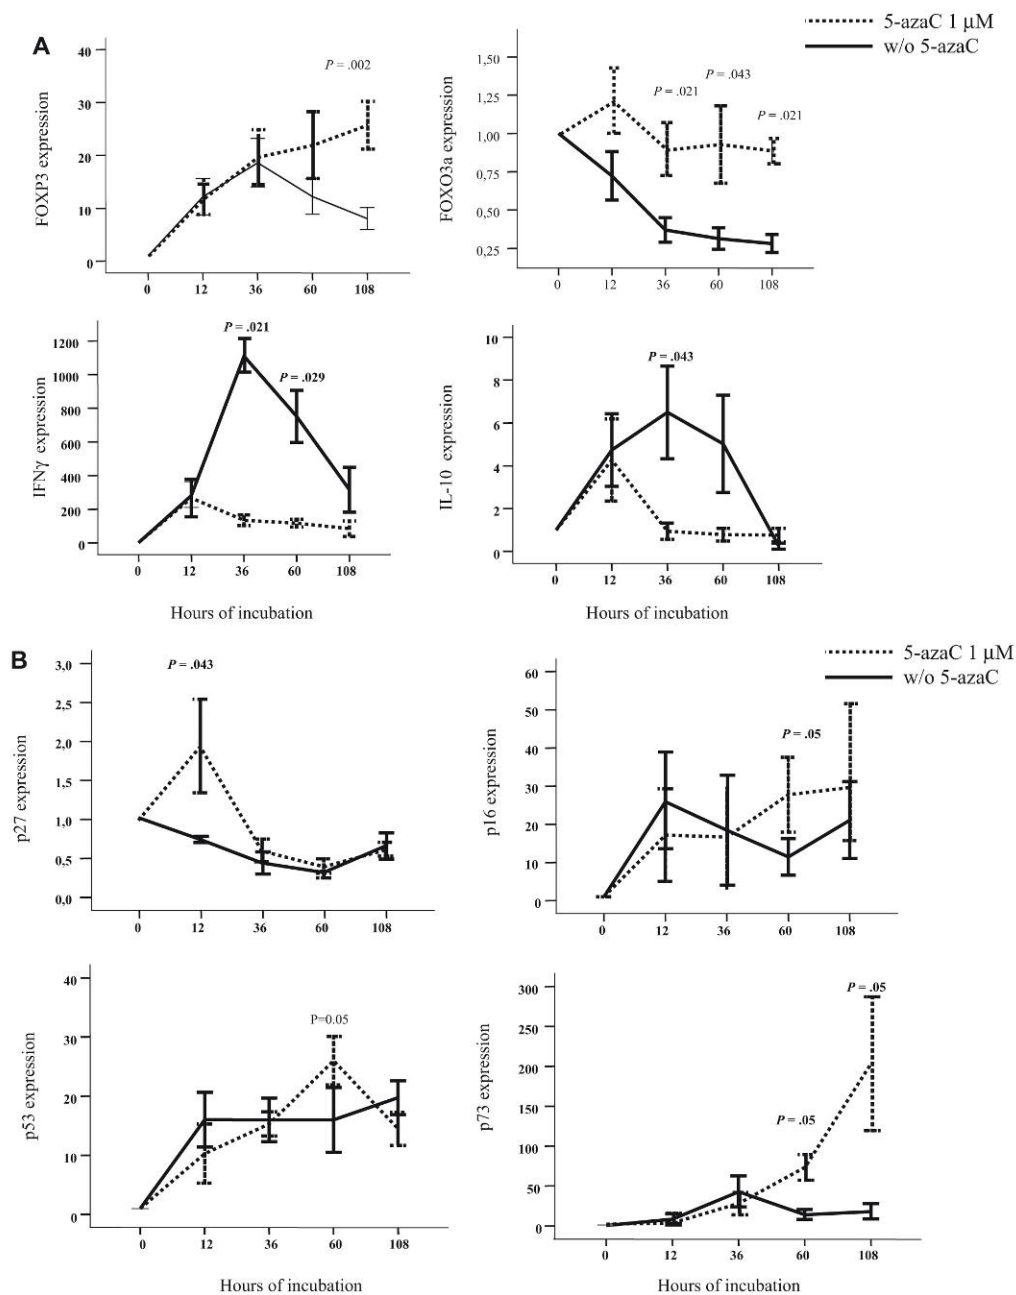 5-azaC 1 µM
w/o 5-azaC
A
FOXP3 expression
40
30
20
10
0
P = .002
0 12 36 60 108
FOXO3a expression
1,50
1,25
1,00
0,75
0,50
0,25
P = .021
P = .043
P = .021
0 12 36 60 108
IFNγ expression
1200
1000
800
600
400
200
0
P = .021
P = .029
0 12 36 60 108
Hours of incubation
IL-10 expression
10
8
6
4
2
0
P = .043
0 12 36 60 108
Hours of incubation
B
5-azaC 1 µM
w/o 5-azaC
p27 expression
3,0
2,5
2,0
1,5
1,0
0,5
0,0
P = .043
0 12 36 60 108
p16 expression
60
50
40
30
20
10
0
P = .05
0 12 36 60 108
p53 expression
40
30
20
10
0
P=0.05
0 12 36 60 108
Hours of incubation
p73 expression
300
250
200
150
100
50
0
P = .05
P = .05
0 12 36 60 108
Hours of incubation